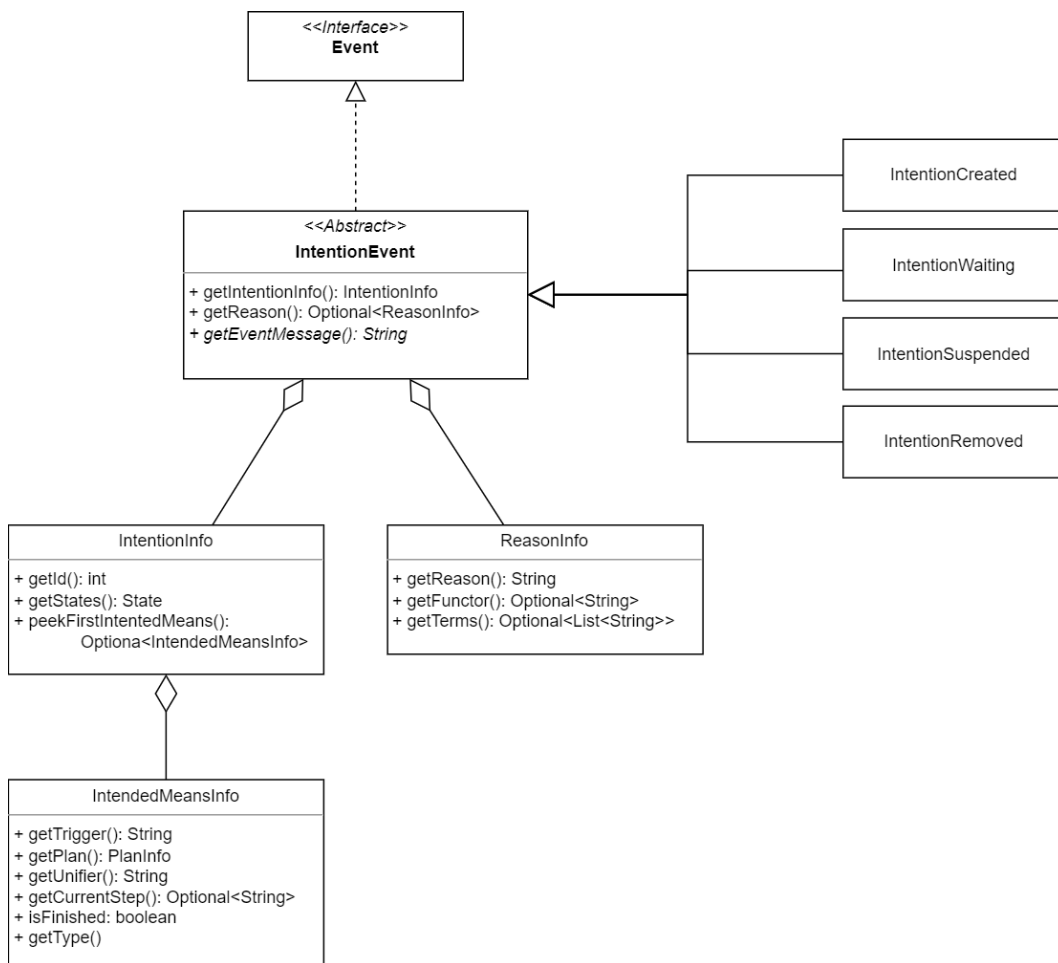 <<Interface>>
Event
<<Abstract>>
IntentionEvent
+ getIntentionInfo(): IntentionInfo
+ getReason(): Optional<ReasonInfo>
+ getEventMessage(): String
IntentionCreated
IntentionWaiting
IntentionSuspended
IntentionRemoved
IntentionInfo
+ getId(): int
+ getStates(): State
+ peekFirstIntentedMeans():
Optiona<IntendedMeansInfo>
ReasonInfo
+ getReason(): String
+ getFunctor(): Optional<String>
+ getTerms(): Optional<List<String>>
IntendedMeansInfo
+ getTrigger(): String
+ getPlan(): PlanInfo
+ getUnifier(): String
+ getCurrentStep(): Optional<String>
+ isFinished: boolean
+ getType()